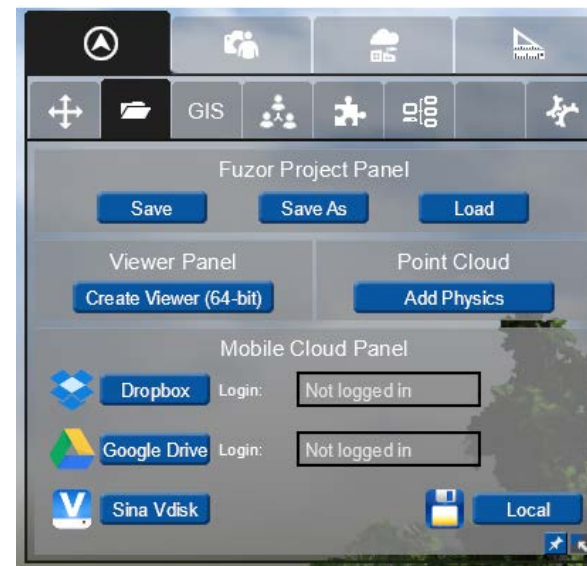 GIS
Fuzor Project Panel
Save Save As Load
Viewer Panel Point Cloud
Create Viewer (64-bit) Add Physics
Mobile Cloud Panel
Dropbox Login: Not logged in
Google Drive Login: Not logged in
V Sina Vdisk Local